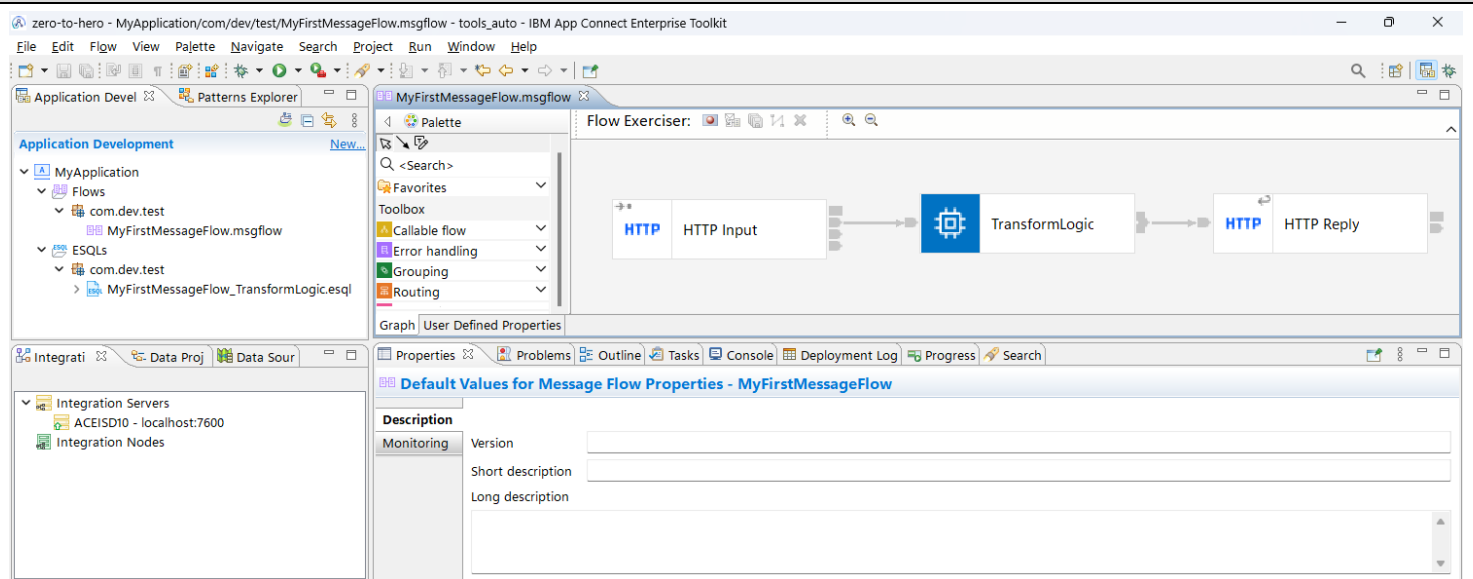 zero-to-hero - MyApplication/com/dev/test/MyFirstMessageFlow.msgflow - tools_auto - IBM App Connect Enterprise Toolkit
File Edit Flow View Palette Navigate Search Project Run Window Help
Application Devel
Patterns Explorer
Application Development
New...
A MyApplication
Flows
com.dev.test
MyFirstMessageFlow.msgflow
ESQL ESQLs
com.dev.test
ESQL MyFirstMessageFlow_TransformLogic.esql
MyFirstMessageFlow.msgflow
Palette
<Search>
Favorites
Toolbox
Callable flow
Error handling
Grouping
Routing
Graph
User Defined Properties
Flow Exerciser:
HTTP HTTP Input
TransformLogic
HTTP HTTP Reply
Integrati
Data Proj
Data Sour
Integration Servers
ACEISD10 - localhost:7600
Integration Nodes
Properties
Problems
Outline
Tasks
Console
Deployment Log
Progress
Search
Default Values for Message Flow Properties - MyFirstMessageFlow
Description
Monitoring
Version
Short description
Long description